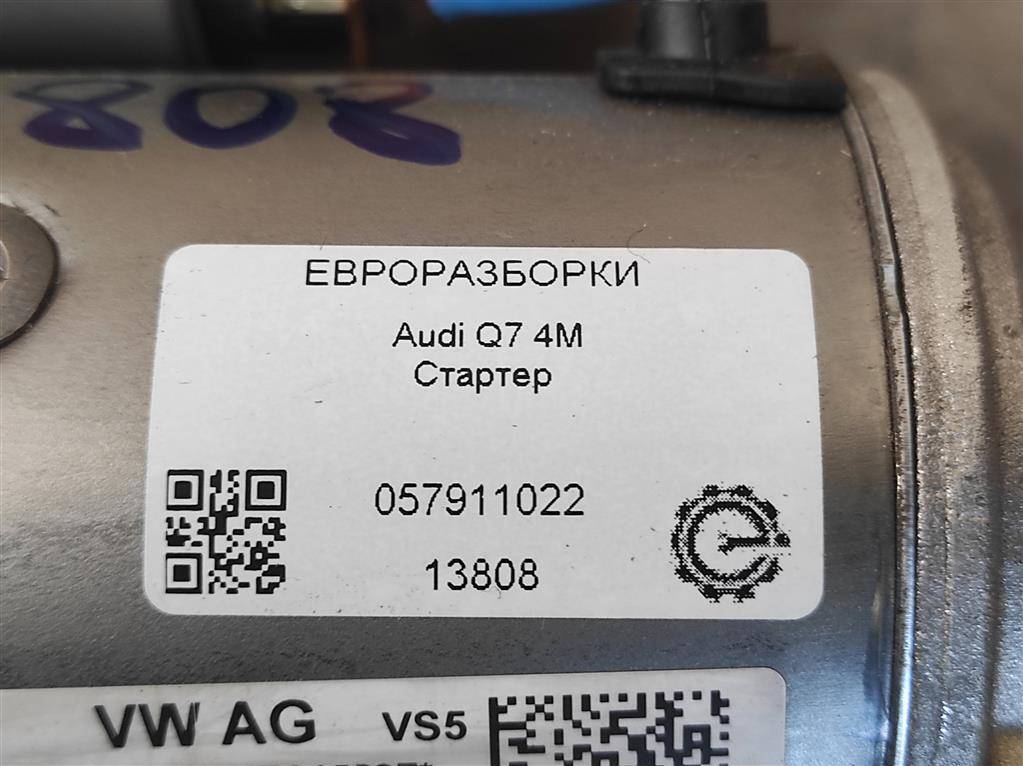 808
ЕВРОРАЗБОРКИ
Audi Q7 4M
Стартер
057911022
13808
VW AG VS5